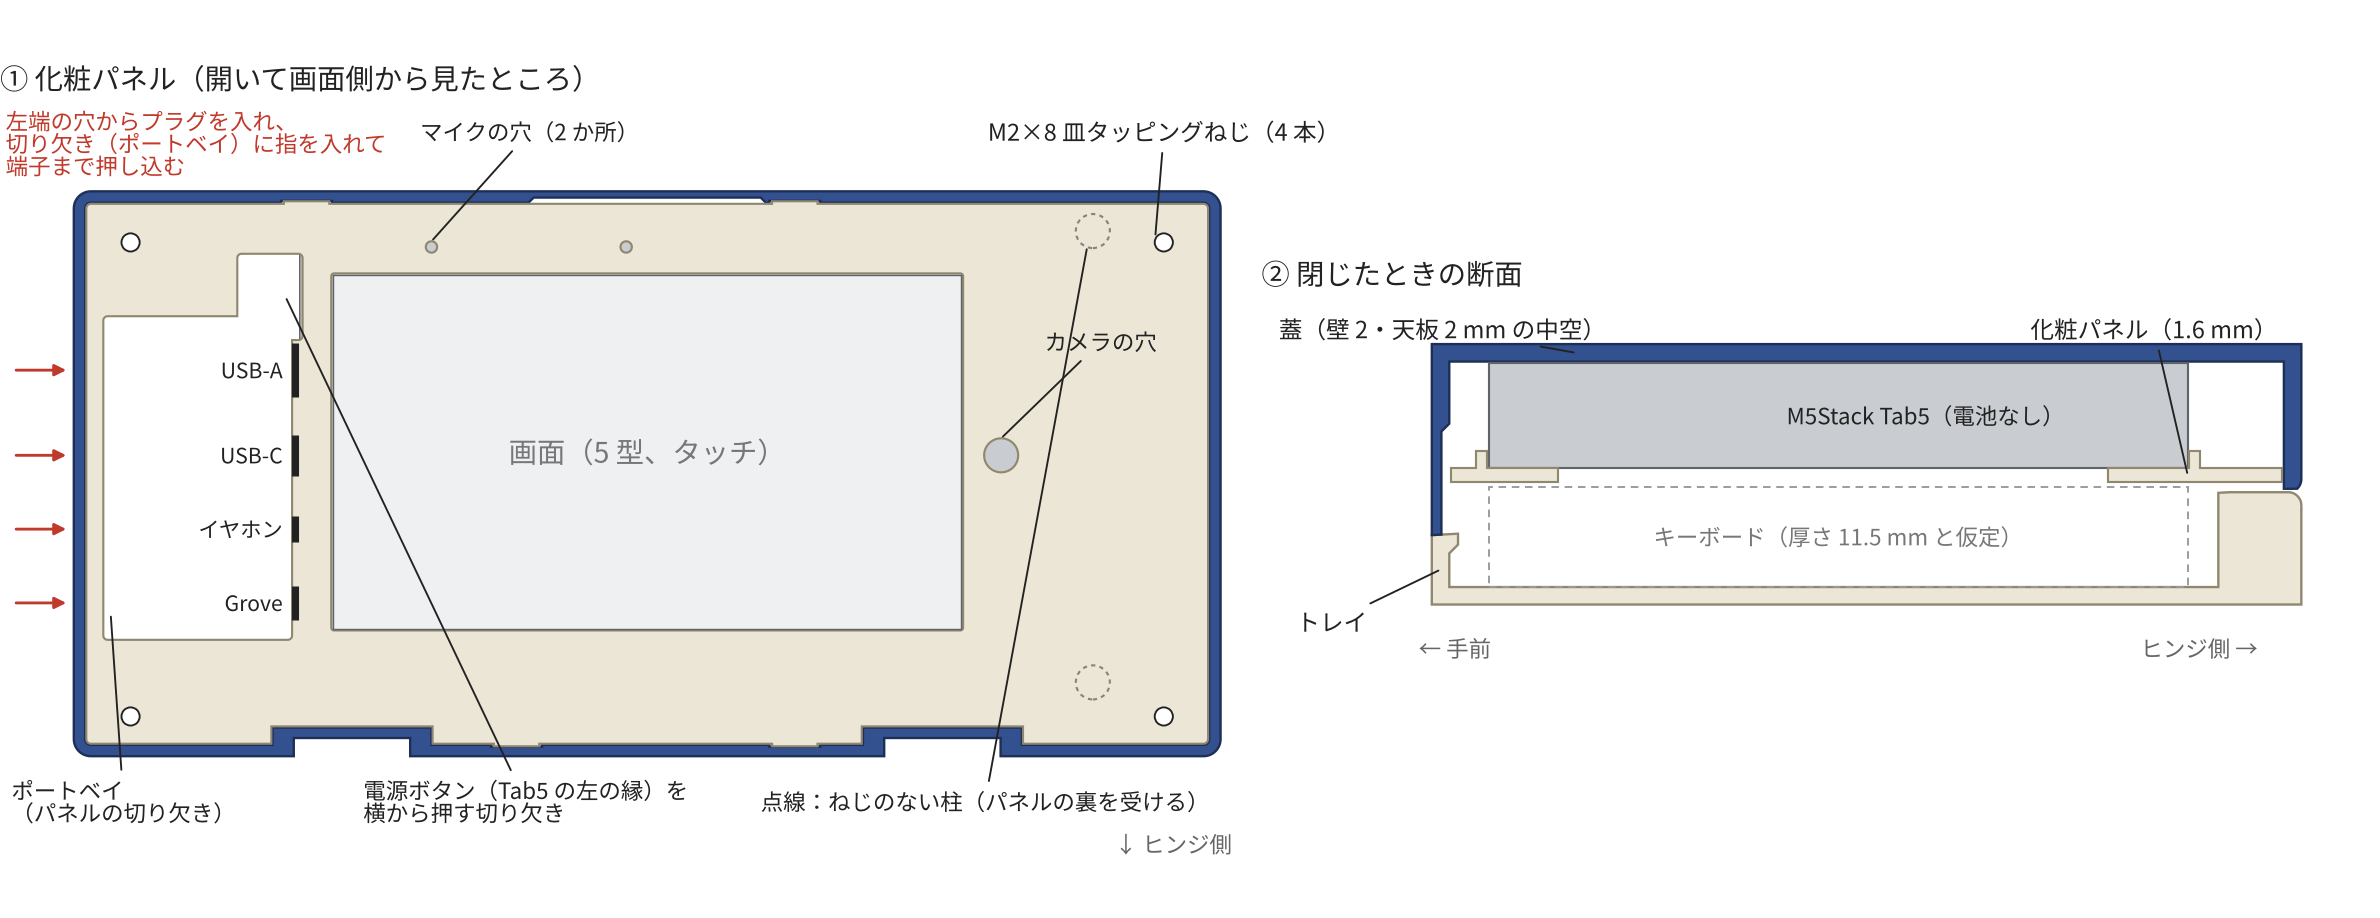 ① 化粧パネル（開いて画面側から見たところ）
左端の穴からプラグを入れ、
切り欠き（ポートベイ）に指を入れて
端子まで押し込む
マイクの穴（2 か所）
M2×8 皿タッピングねじ（4 本）
カメラの穴
USB-A
USB-C
イヤホン
Grove
画面（5 型、タッチ）
ポートベイ
（パネルの切り欠き）
電源ボタン（Tab5 の左の縁）を
横から押す切り欠き
点線：ねじのない柱（パネルの裏を受ける）
↓ ヒンジ側
② 閉じたときの断面
蓋（壁 2・天板 2 mm の中空）
化粧パネル（1.6 mm）
M5Stack Tab5（電池なし）
キーボード（厚さ 11.5 mm と仮定）
トレイ
← 手前
ヒンジ側 →